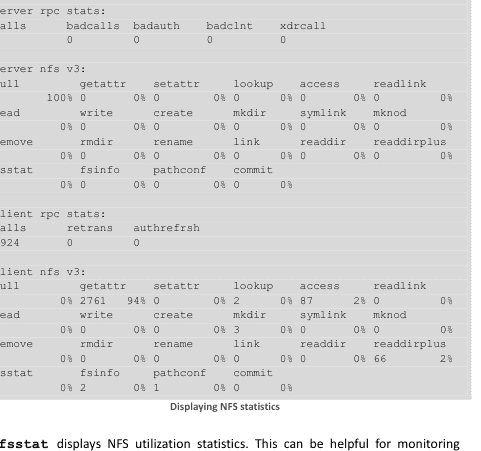 erver rpc stats:
alls badcalls badauth badclnt xdrcall
0 0 0 0
erver nfs v3:
ull getattr setattr lookup access readlink
100% 0 0% 0 0% 0 0% 0 0% 0 0%
ead write create mkdir symlink mknod
0% 0 0% 0 0% 0 0% 0 0% 0 0%
emove rmdir rename link readdir readdirplus
0% 0 0% 0 0% 0 0% 0 0% 0 0%
sstat fsinfo pathconf commit
0% 0 0% 0 0% 0 0%
lient rpc stats:
alls retrans authrefrsh
924 0 0
lient nfs v3:
ull getattr setattr lookup access readlink
0% 2761 94% 0 0% 2 0% 87 2% 0 0%
ead write create mkdir symlink mknod
0% 0 0% 0 0% 3 0% 0 0% 0 0%
emove rmdir rename link readdir readdirplus
0% 0 0% 0 0% 0 0% 0 0% 66 2%
sstat fsinfo pathconf commit
0% 2 0% 1 0% 0 0%
Displaying NFS statistics
fsstat displays NFS utilization statistics. This can be helpful for monitoring